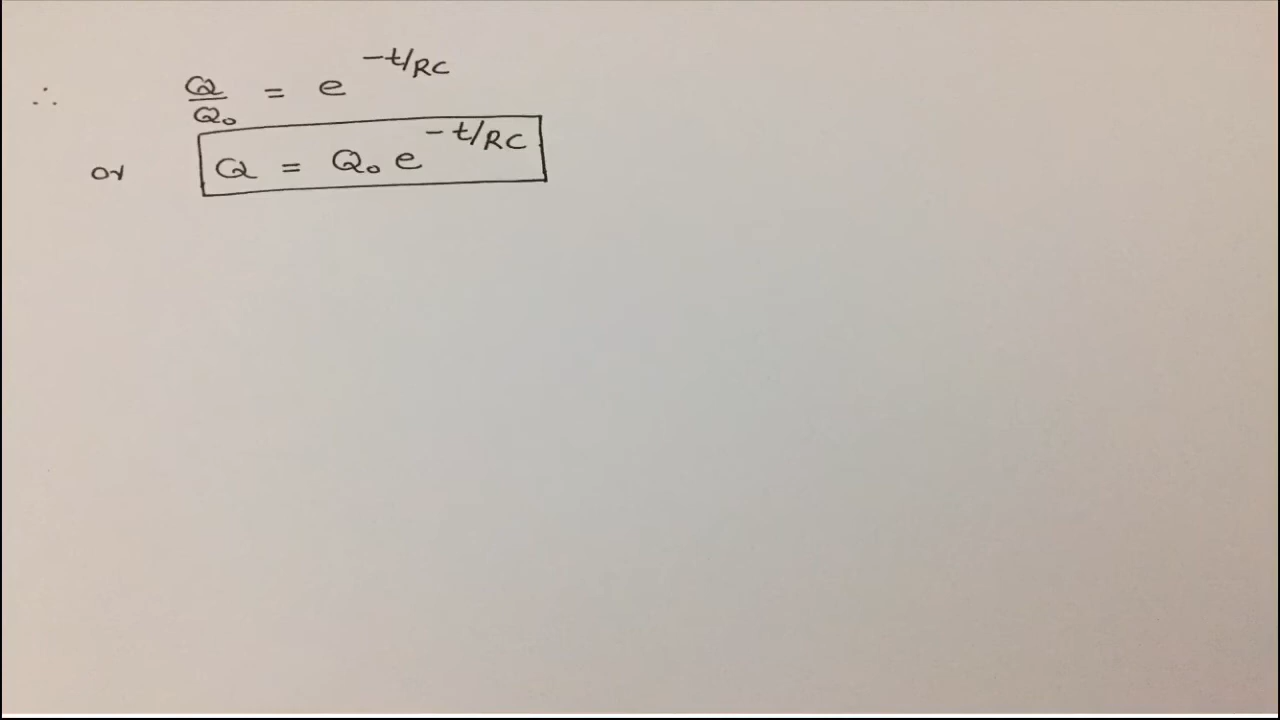 ∴ Q/Q₀ = e^(-t/RC)
or Q = Q₀ e^(-t/RC)